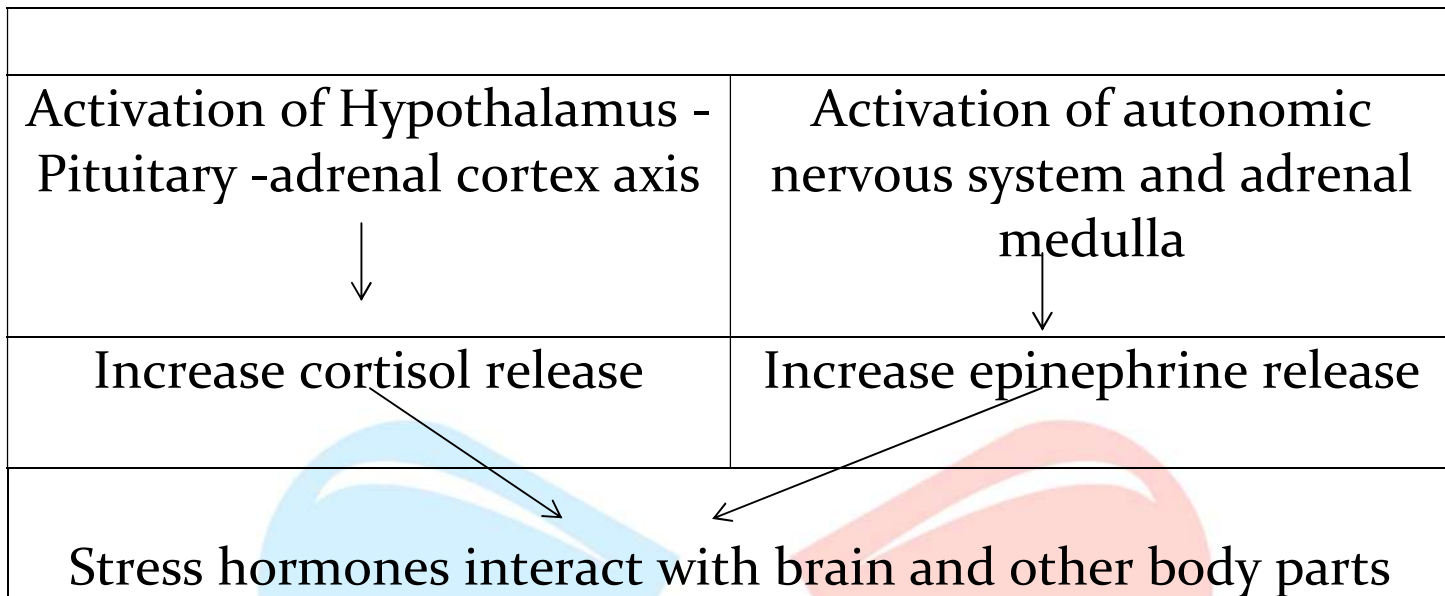 Activation of Hypothalamus -
Pituitary -adrenal cortex axis
Activation of autonomic
nervous system and adrenal
medulla
Increase cortisol release
Increase epinephrine release
Stress hormones interact with brain and other body parts